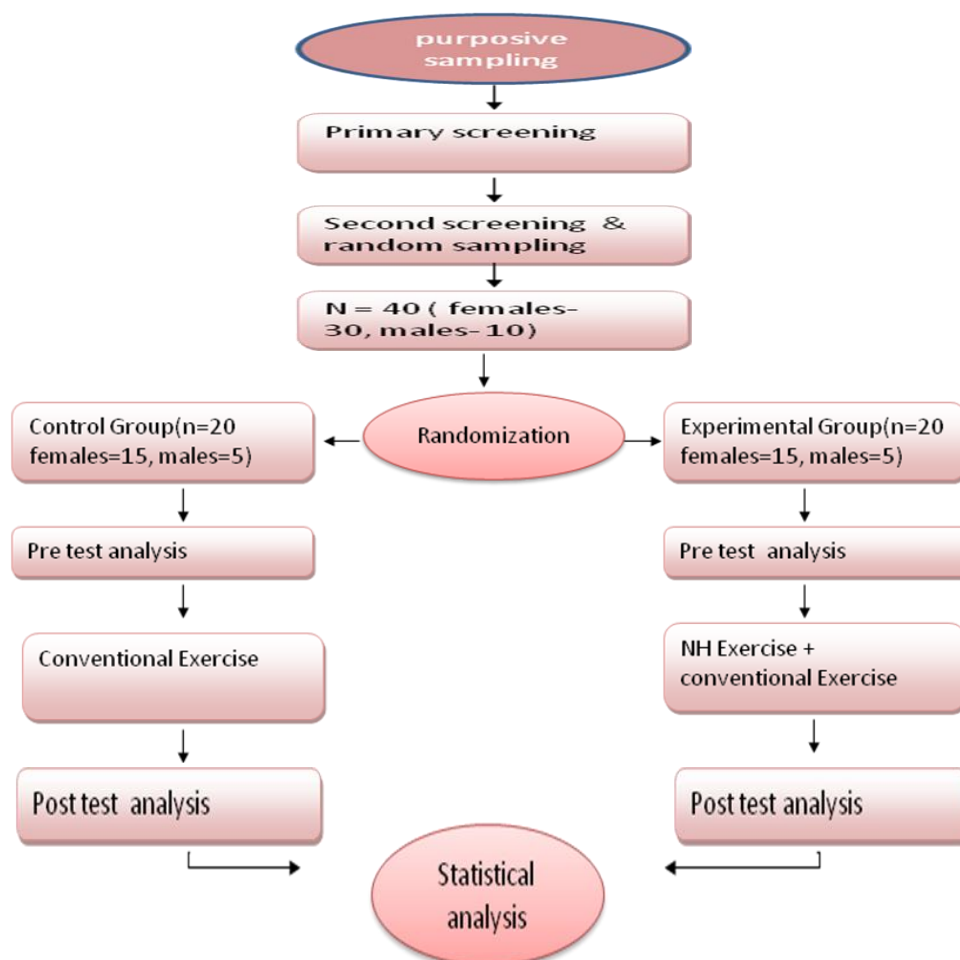 purposive
sampling
Primary screening
Second screening &
random sampling
N = 40 ( females-
30, males- 10)
Randomization
Control Group(n=20
females=15, males=5)
Experimental Group(n=20
females=15, males=5)
Pre test analysis
Pre test analysis
Conventional Exercise
NH Exercise +
conventional Exercise
Post test analysis
Post test analysis
Statistical
analysis